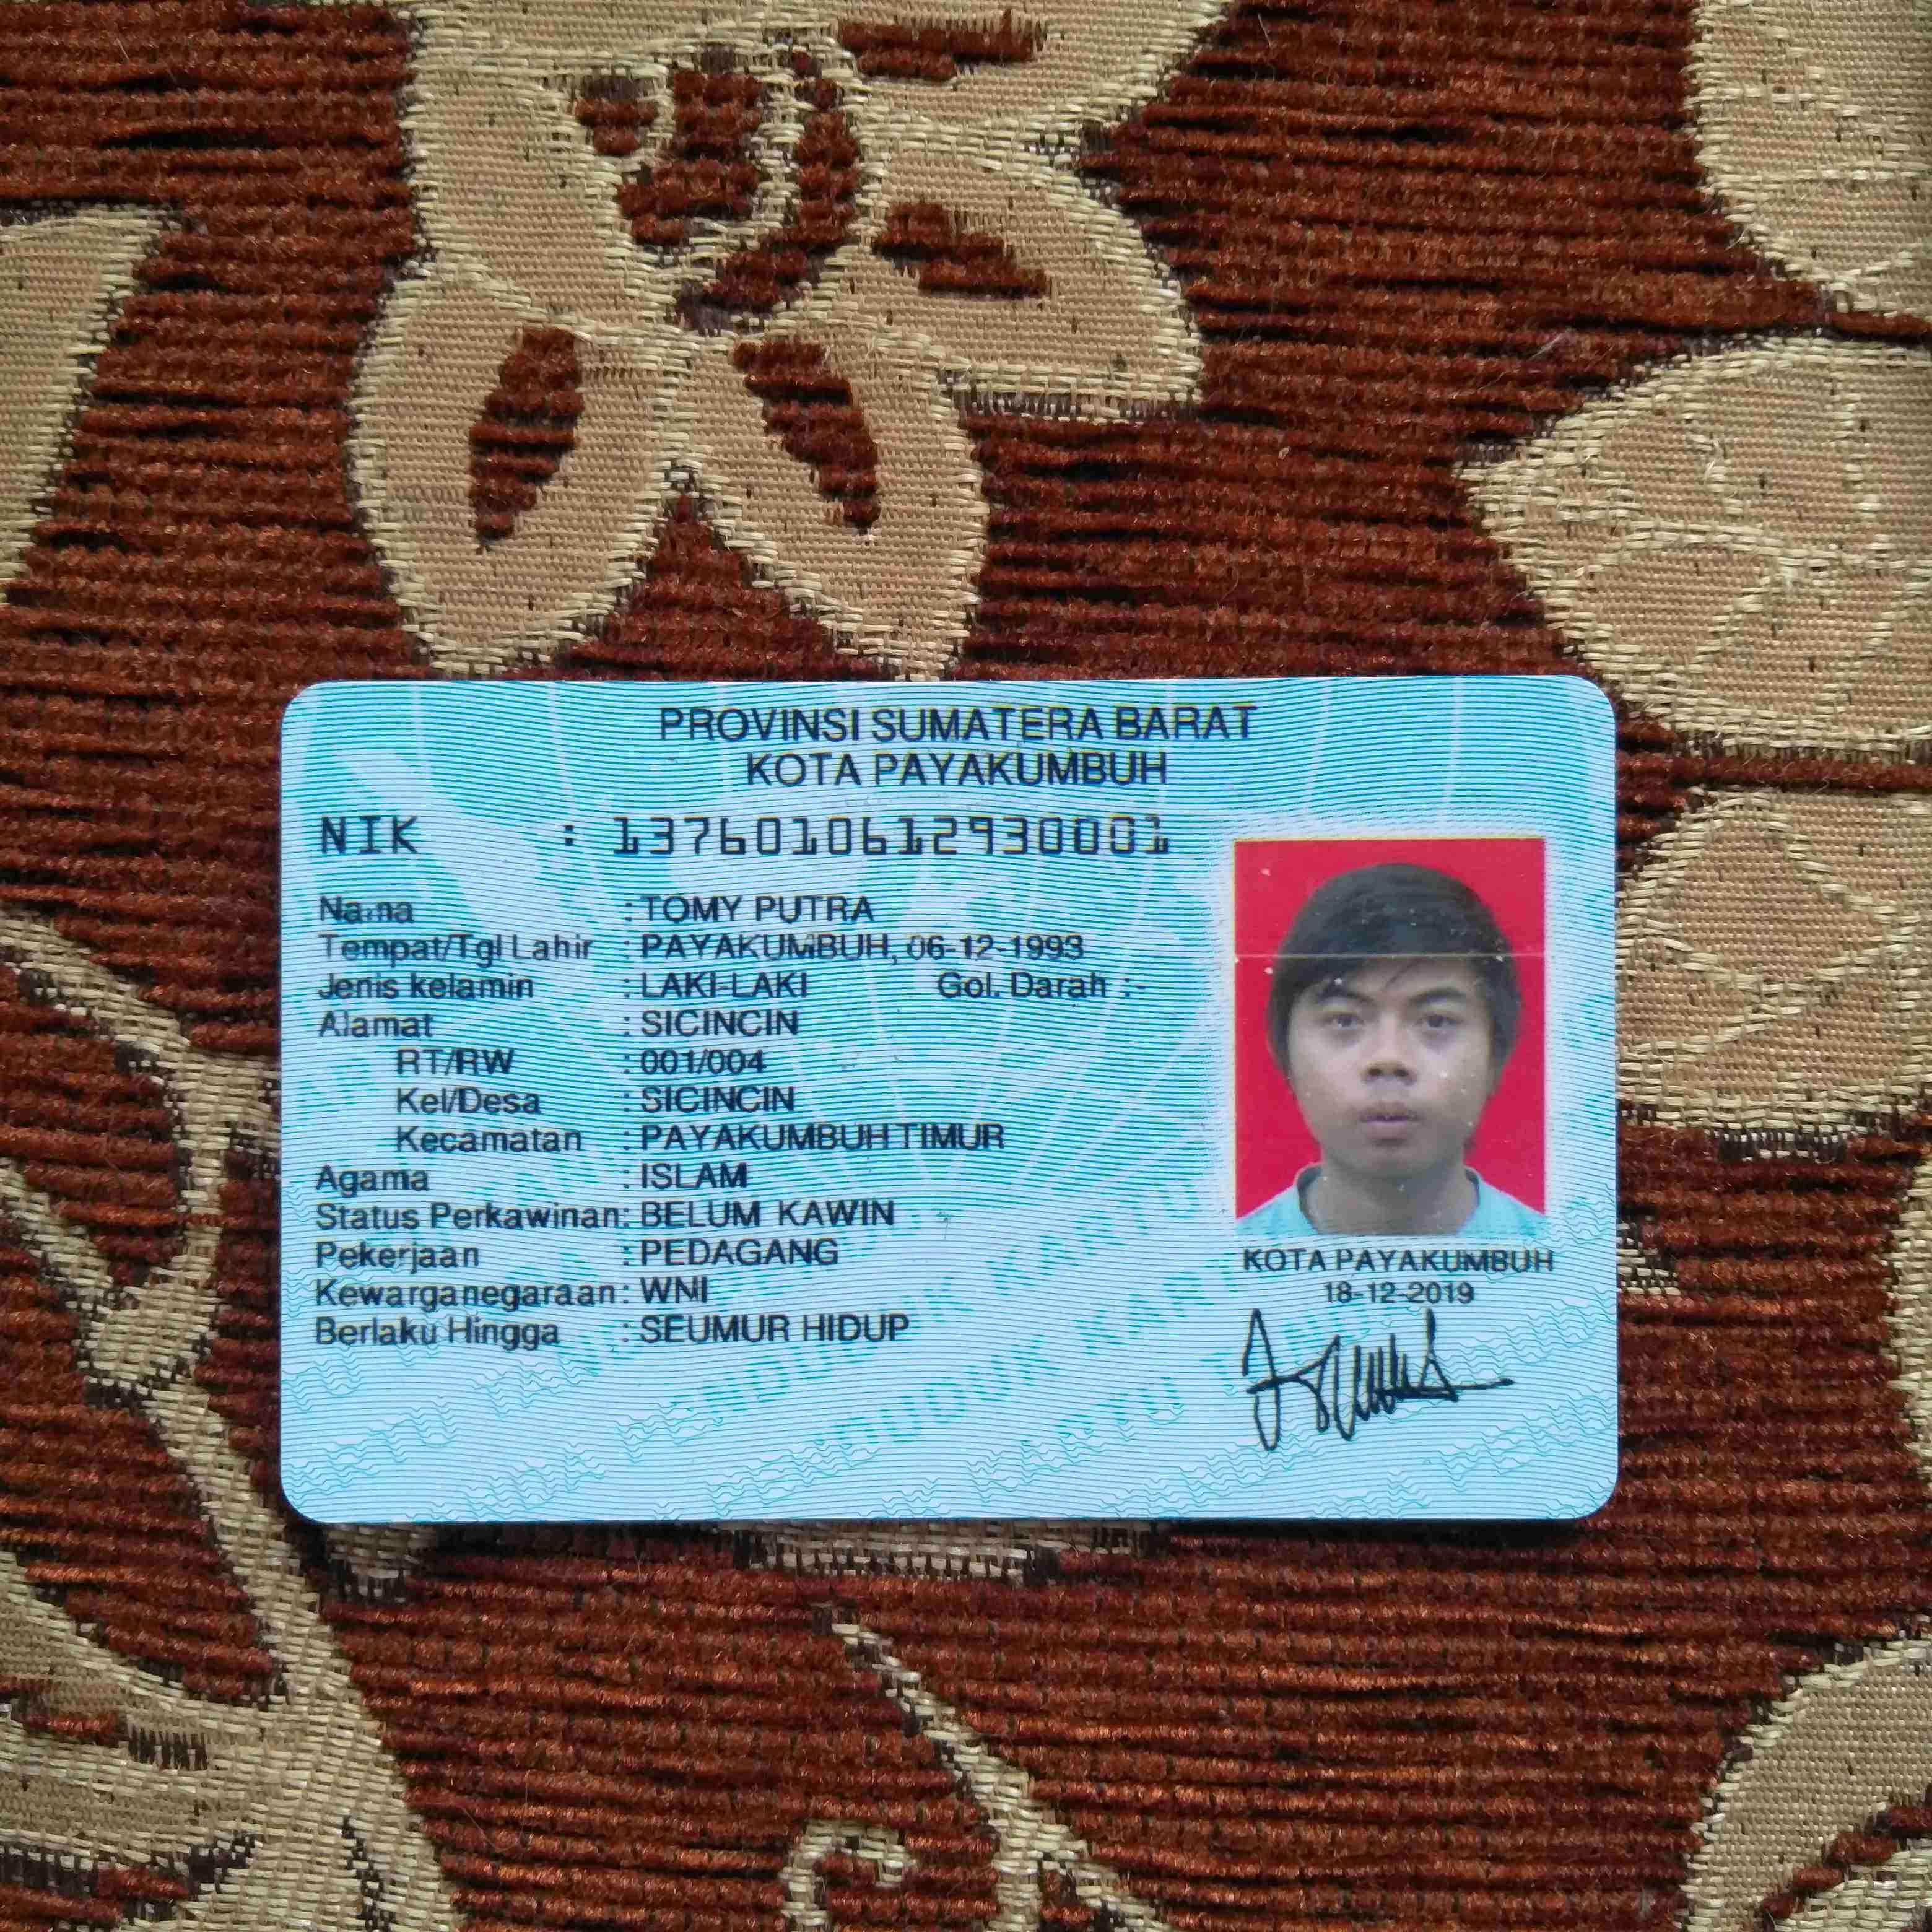 PROVINSI SUMATERA BARAT
KOTA PAYAKUMBUH
NIK : 1376010612930001
Nama : TOMY PUTRA
Tempat/Tgl Lahir : PAYAKUMBUH, 06-12-1993
Jenis kelamin : LAKI-LAKI Gol. Darah : -
Alamat : SICINCIN
RT/RW : 001/004
Kel/Desa : SICINCIN
Kecamatan : PAYAKUMBUH TIMUR
Agama : ISLAM
Status Perkawinan: BELUM KAWIN
Pekerjaan : PEDAGANG
Kewarganegaraan: WNI
Berlaku Hingga : SEUMUR HIDUP
KOTA PAYAKUMBUH
18-12-2019